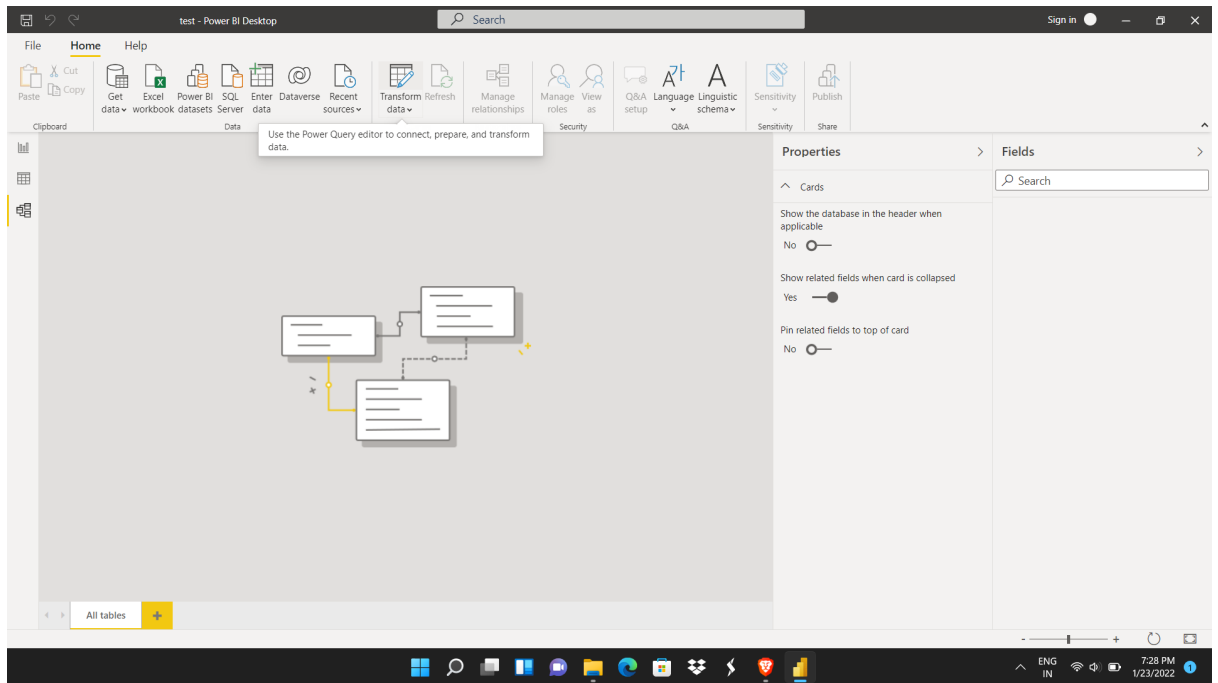 test - Power BI Desktop
Search
Sign in
File Home Help
Paste
Cut
Copy
Get data
Excel workbook
Power BI datasets
SQL Server
Enter data
Dataverse
Recent sources
Transform data
Refresh
Manage relationships
Manage roles
View as
Q&A setup
Language
Linguistic schema
Sensitivity
Publish
Clipboard
Data
Security
Q&A
Sensitivity
Share
Use the Power Query editor to connect, prepare, and transform
data.
Properties
Cards
Show the database in the header when
applicable
No
Show related fields when card is collapsed
Yes
Pin related fields to top of card
No
Fields
Search
All tables
ENG
IN
7:28 PM
1/23/2022
1